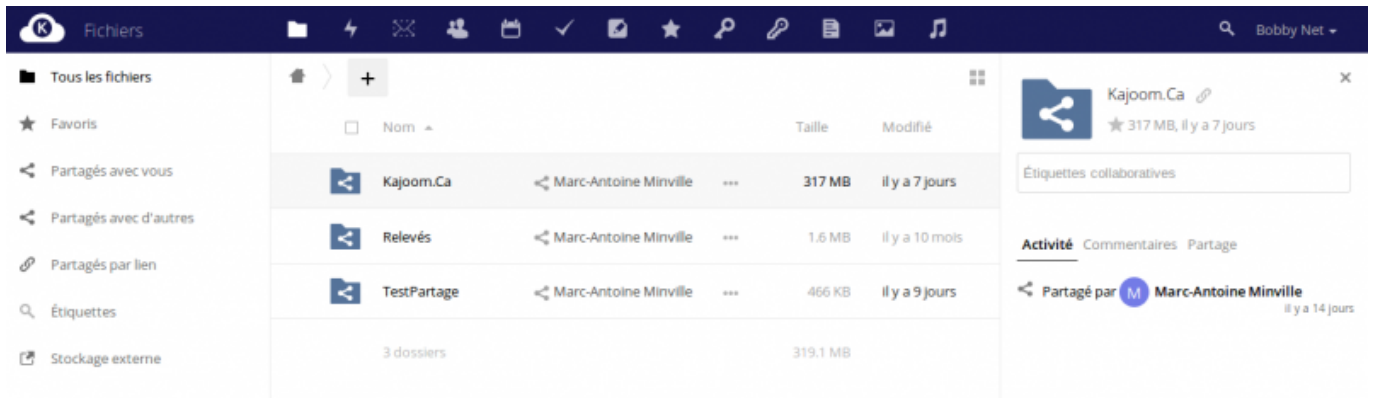 K Fichiers Bobby Net
Tous les fichiers
Favoris
Partagés avec vous
Partagés avec d'autres
Partagés par lien
Étiquettes
Stockage externe
+
Nom Taille Modifié
Kajoom.Ca Marc-Antoine Minville ... 317 MB il y a 7 jours
Relevés Marc-Antoine Minville ... 1.6 MB il y a 10 mois
TestPartage Marc-Antoine Minville ... 466 KB il y a 9 jours
3 dossiers 319.1 MB
×
Kajoom.Ca
317 MB, il y a 7 jours
Étiquettes collaboratives
Activité Commentaires Partage
Partagé par M Marc-Antoine Minville
il y a 14 jours